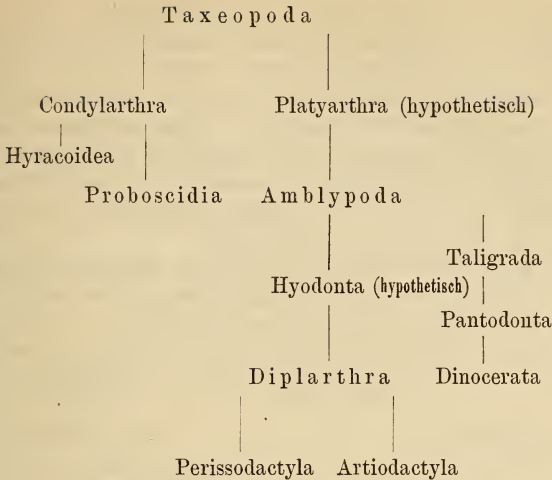 Taxeopoda
Condylarthra Platyarthra (hypothetisch)
Hyracoidea
Proboscidia Amblypoda
Taligrada
Hyodonta (hypothetisch)
Pantodonta
Diplarthra Dinocerata
Perissodactyla Artiodactyla